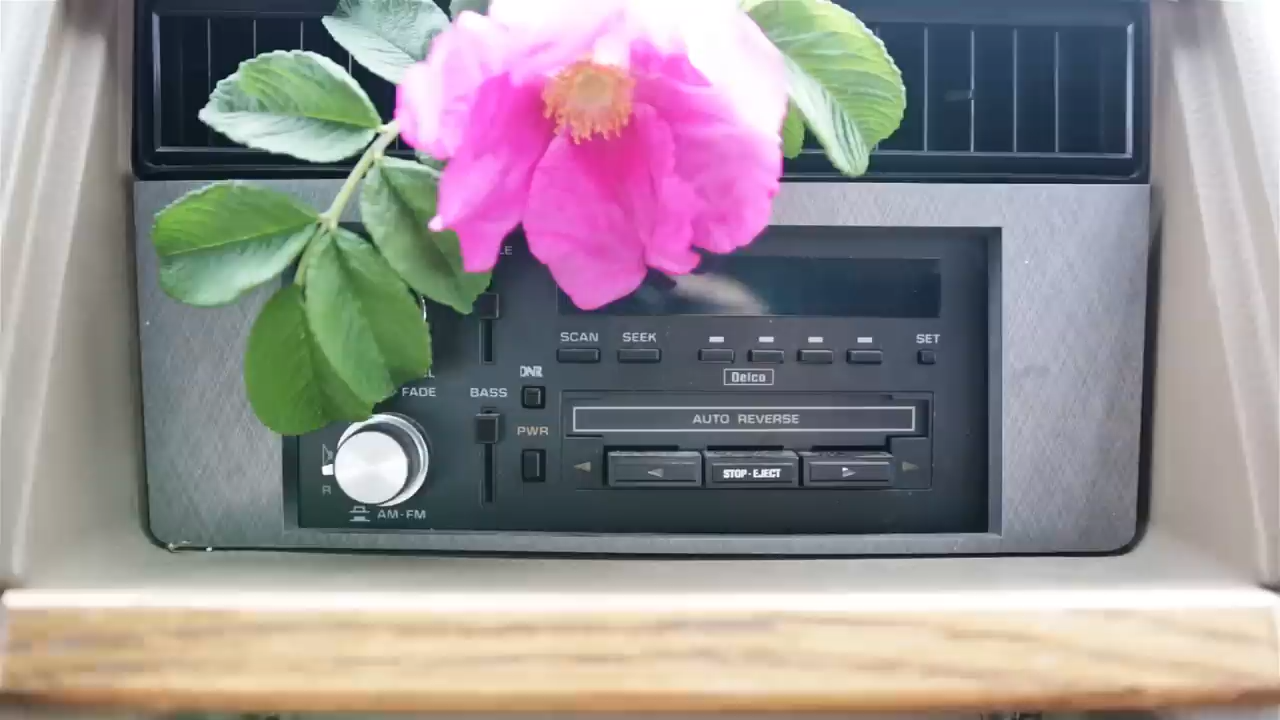 SCAN SEEK SET
Delco
DNR
FADE BASS
AUTO REVERSE
PWR
STOP-EJECT
R
AM-FM